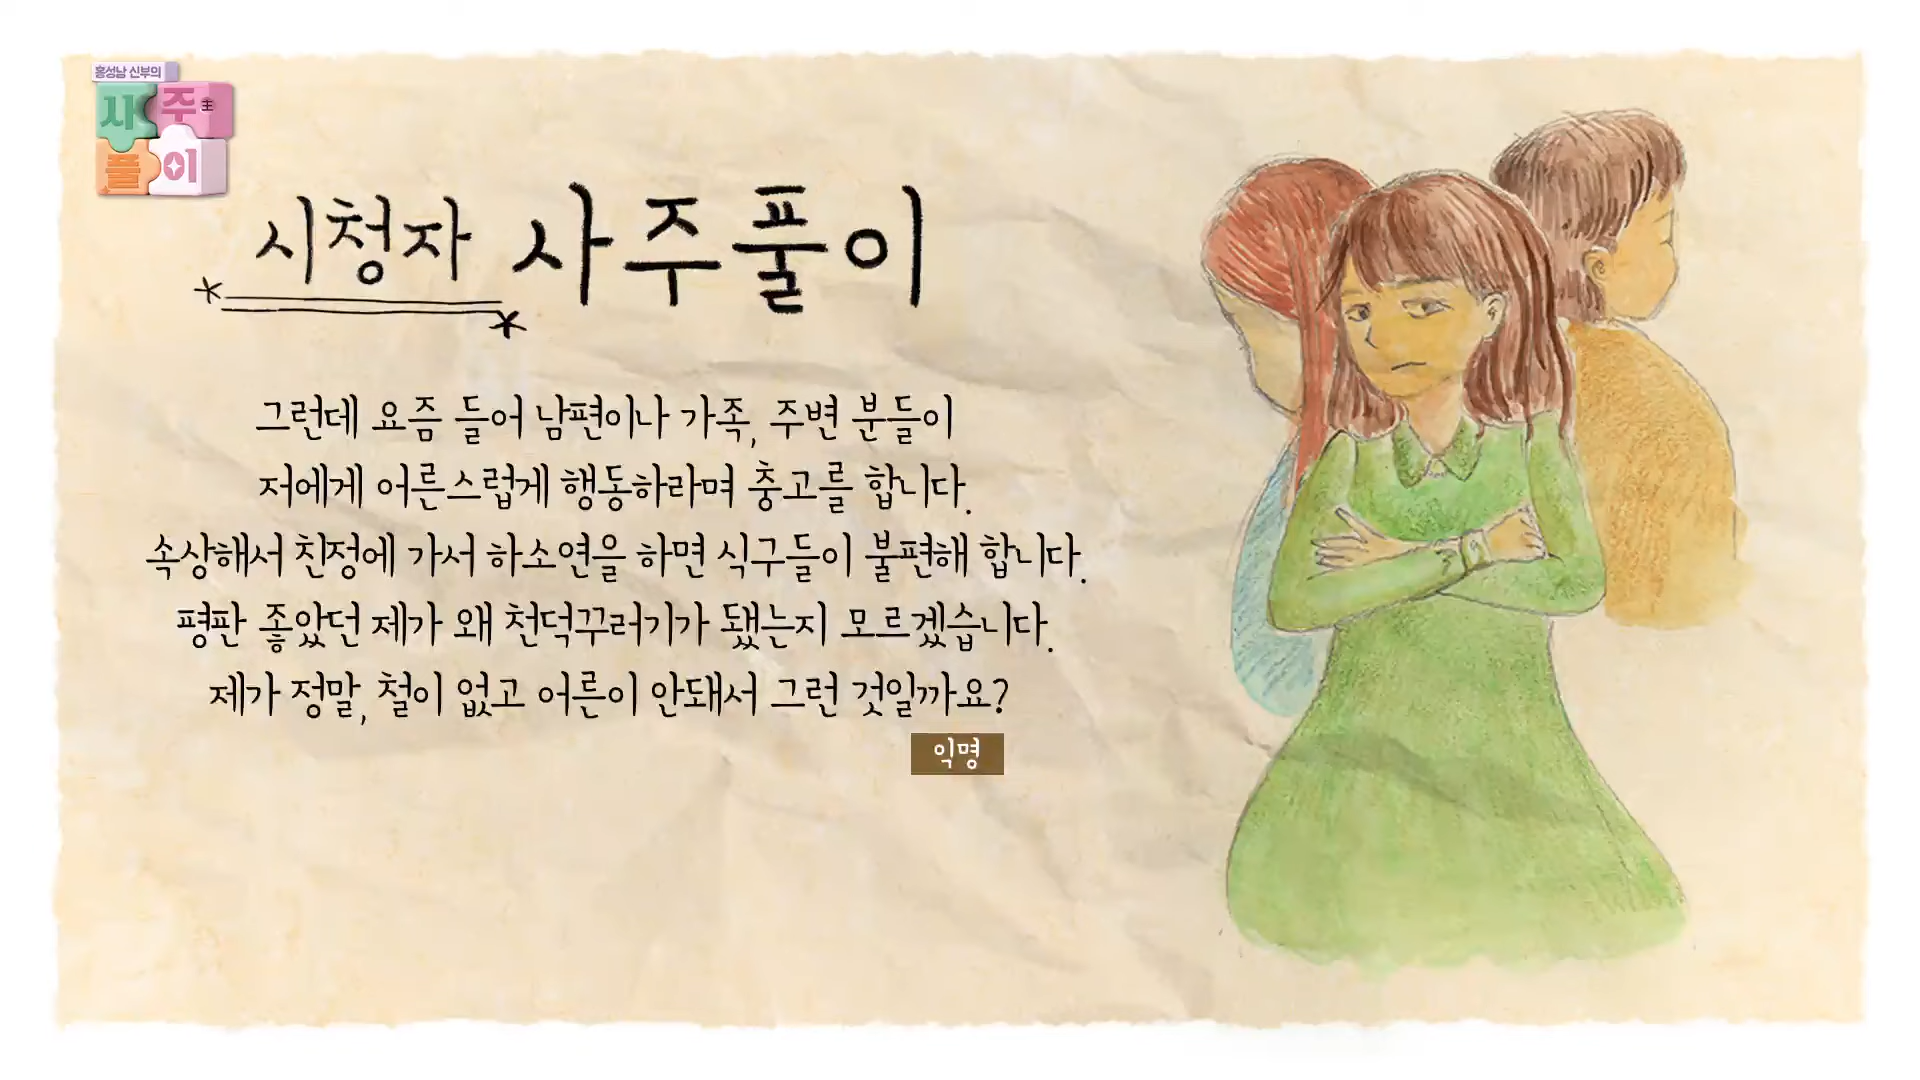 홍성남 신부의
사주主
풀이
시청자 사주풀이
그런데 요즘 들어 남편이나 가족, 주변 분들이
저에게 어른스럽게 행동하라며 충고를 합니다.
속상해서 친정에 가서 하소연을 하면 식구들이 불편해 합니다.
평판 좋았던 제가 왜 천덕꾸러기가 됐는지 모르겠습니다.
제가 정말, 철이 없고 어른이 안돼서 그런 것일까요?
익명